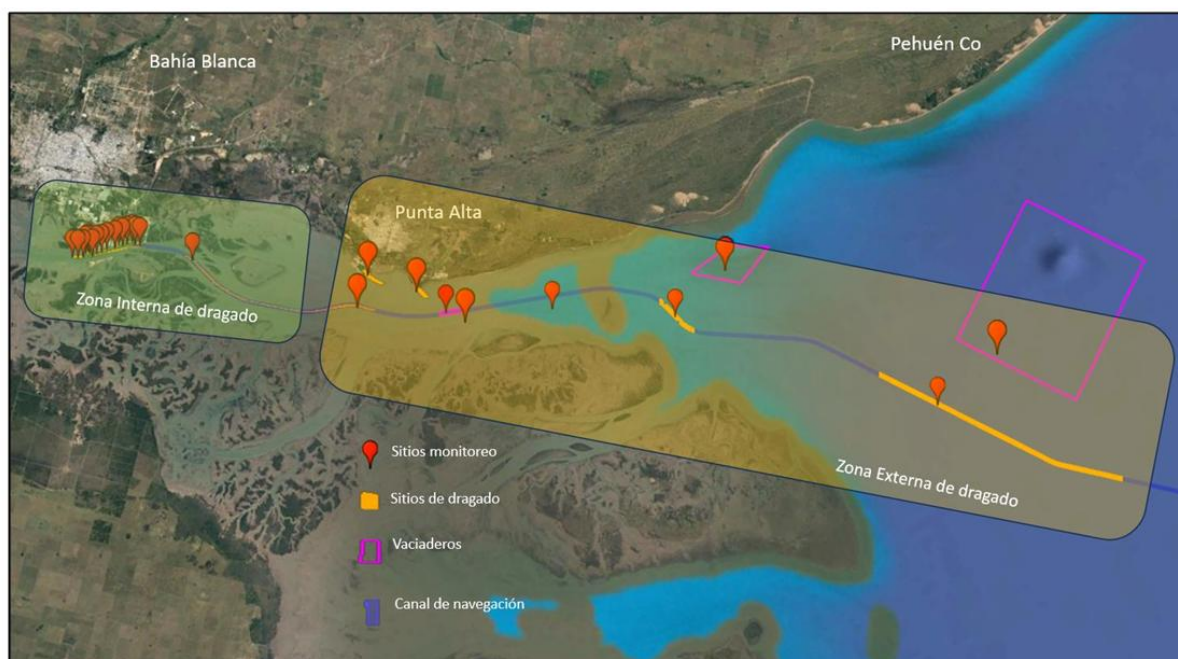 Pehuén Co
Bahía Blanca
Punta Alta
Zona Interna de dragado
Zona Externa de dragado
Sitios monitoreo
Sitios de dragado
Vaciaderos
Canal de navegación